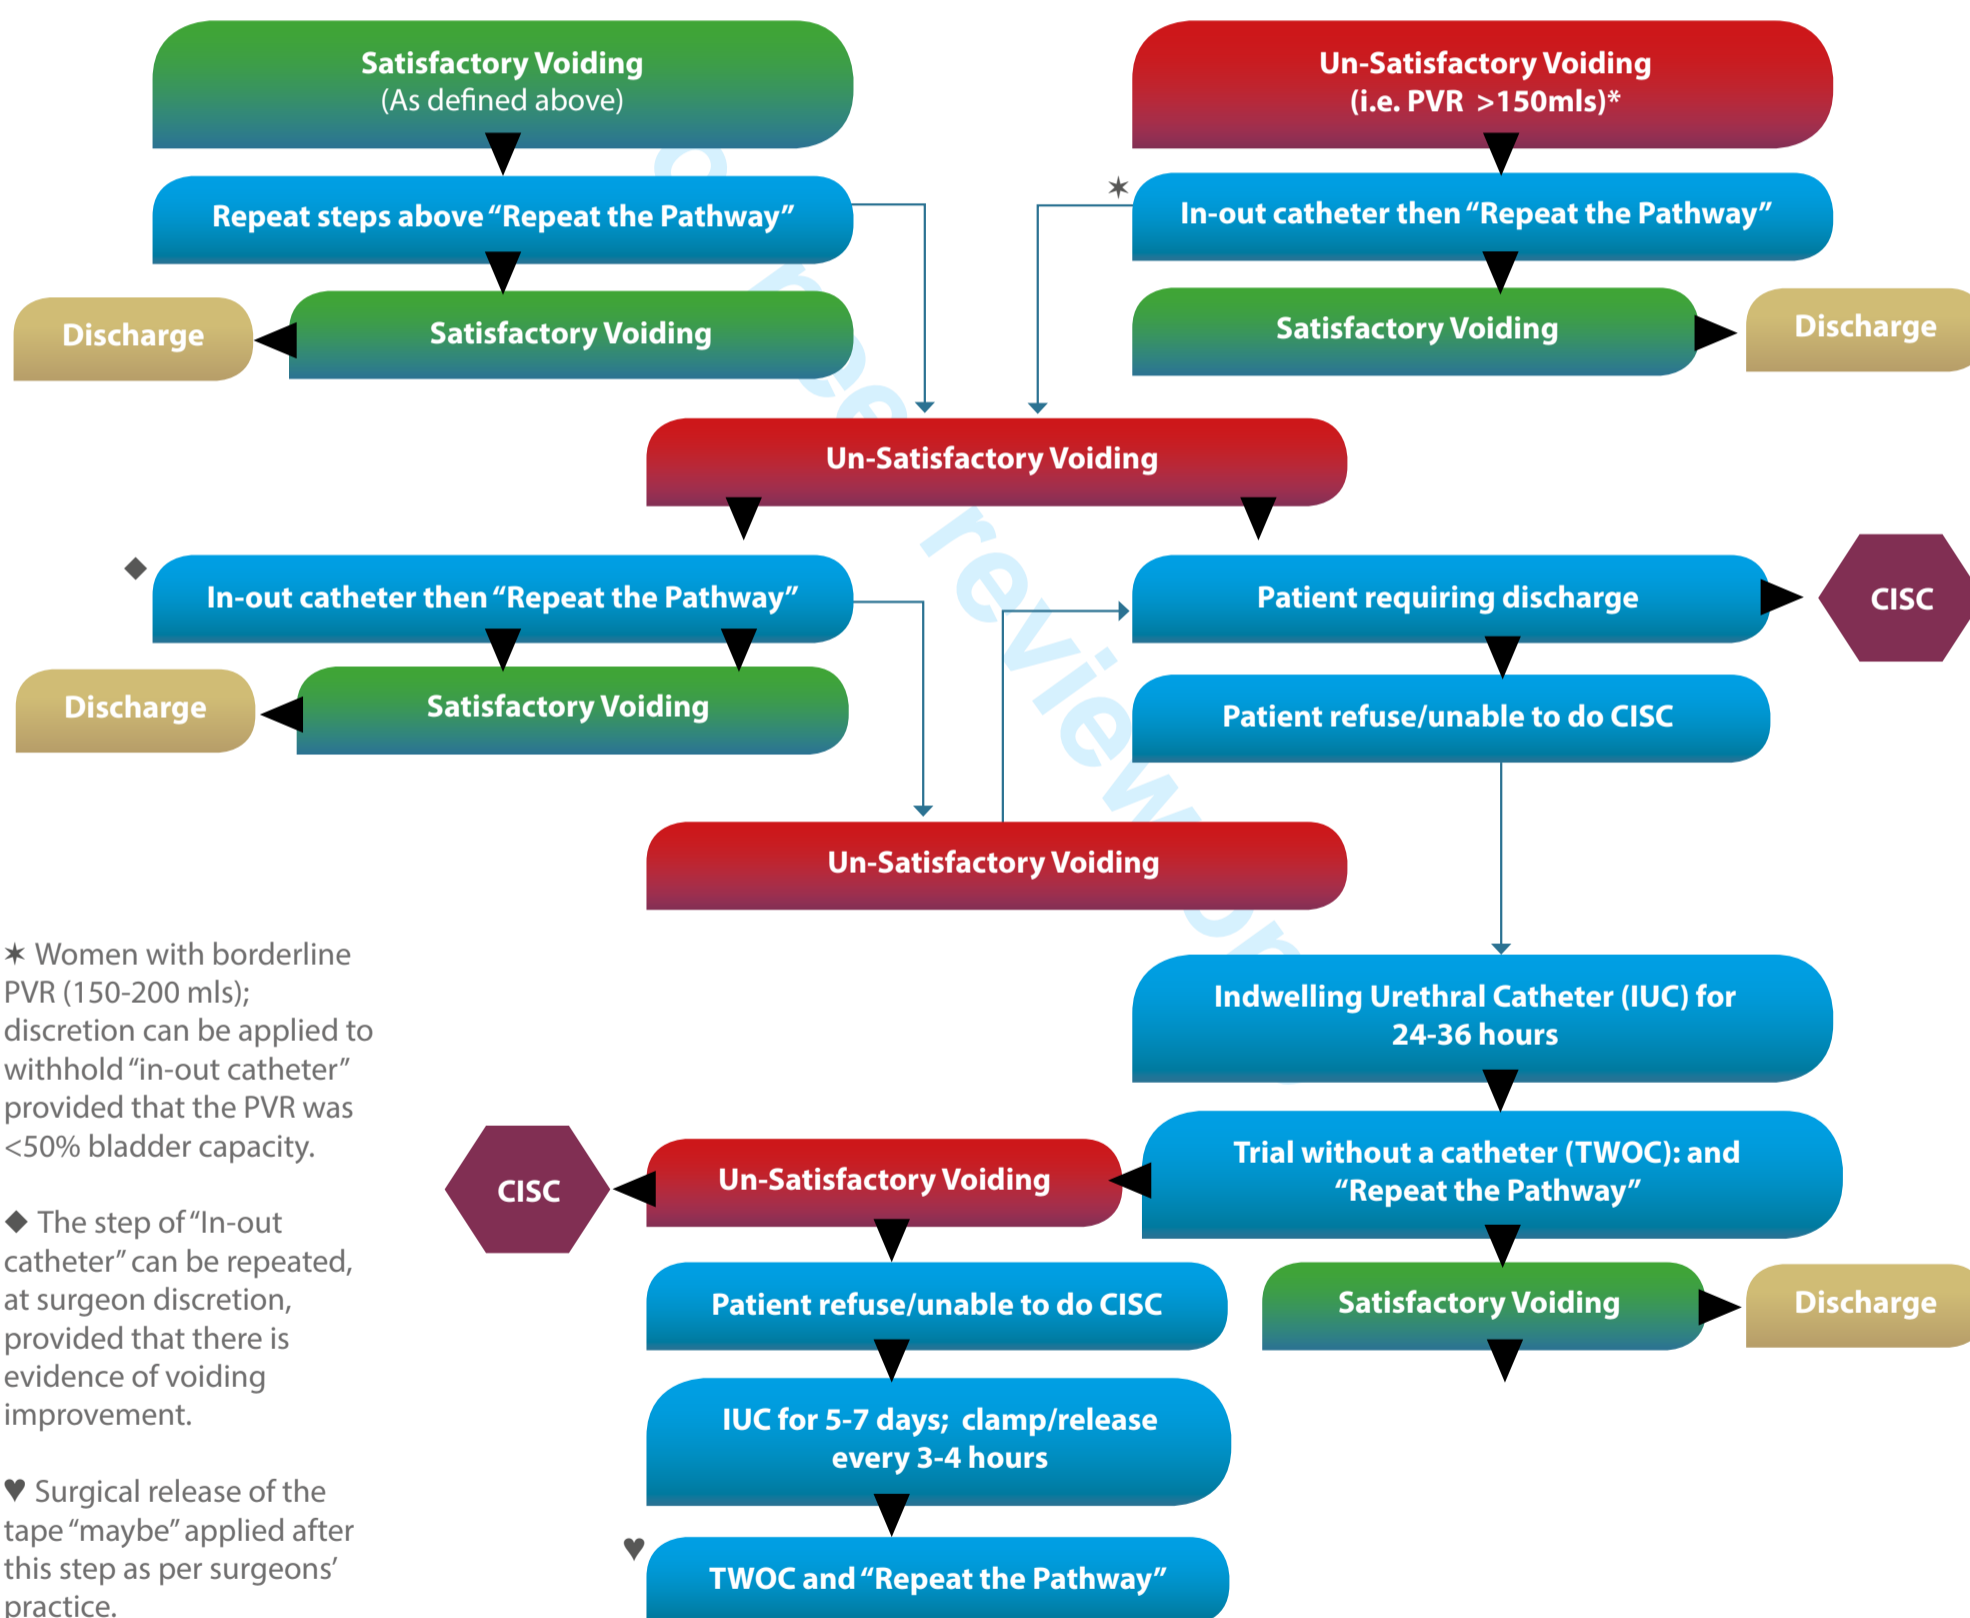 Satisfactory Voiding
(As defined above)
Un-Satisfactory Voiding
(i.e. PVR >150mls)*
Repeat steps above “Repeat the Pathway”
✶
In-out catheter then “Repeat the Pathway”
Discharge
Satisfactory Voiding
Satisfactory Voiding
Discharge
Un-Satisfactory Voiding
◆
In-out catheter then “Repeat the Pathway”
Patient requiring discharge
CISC
Discharge
Satisfactory Voiding
Patient refuse/unable to do CISC
Un-Satisfactory Voiding
✶ Women with borderline
PVR (150-200 mls);
discretion can be applied to
withhold “in-out catheter”
provided that the PVR was
<50% bladder capacity.
◆ The step of “In-out
catheter” can be repeated,
at surgeon discretion,
provided that there is
evidence of voiding
improvement.
♥ Surgical release of the
tape “maybe” applied after
this step as per surgeons’
practice.
Indwelling Urethral Catheter (IUC) for
24-36 hours
CISC
Un-Satisfactory Voiding
Trial without a catheter (TWOC): and
“Repeat the Pathway”
Patient refuse/unable to do CISC
Satisfactory Voiding
Discharge
IUC for 5-7 days; clamp/release
every 3-4 hours
♥
TWOC and “Repeat the Pathway”
review